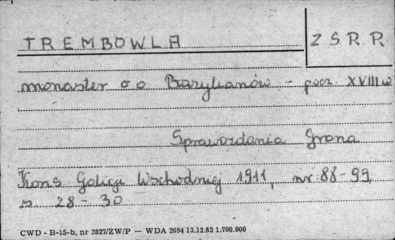 TREMBOWLA
Z.S.R.R.
monaster o o Bazylianów - pocz. XVIII w
Sprawozdania Grona
Kons Galicji Wschodniej 1911, nr 88-99,
s. 28-30
CWD - B-15-b, nr 2827/ZW/P — WDA 2694 13.12.62 1.700.000